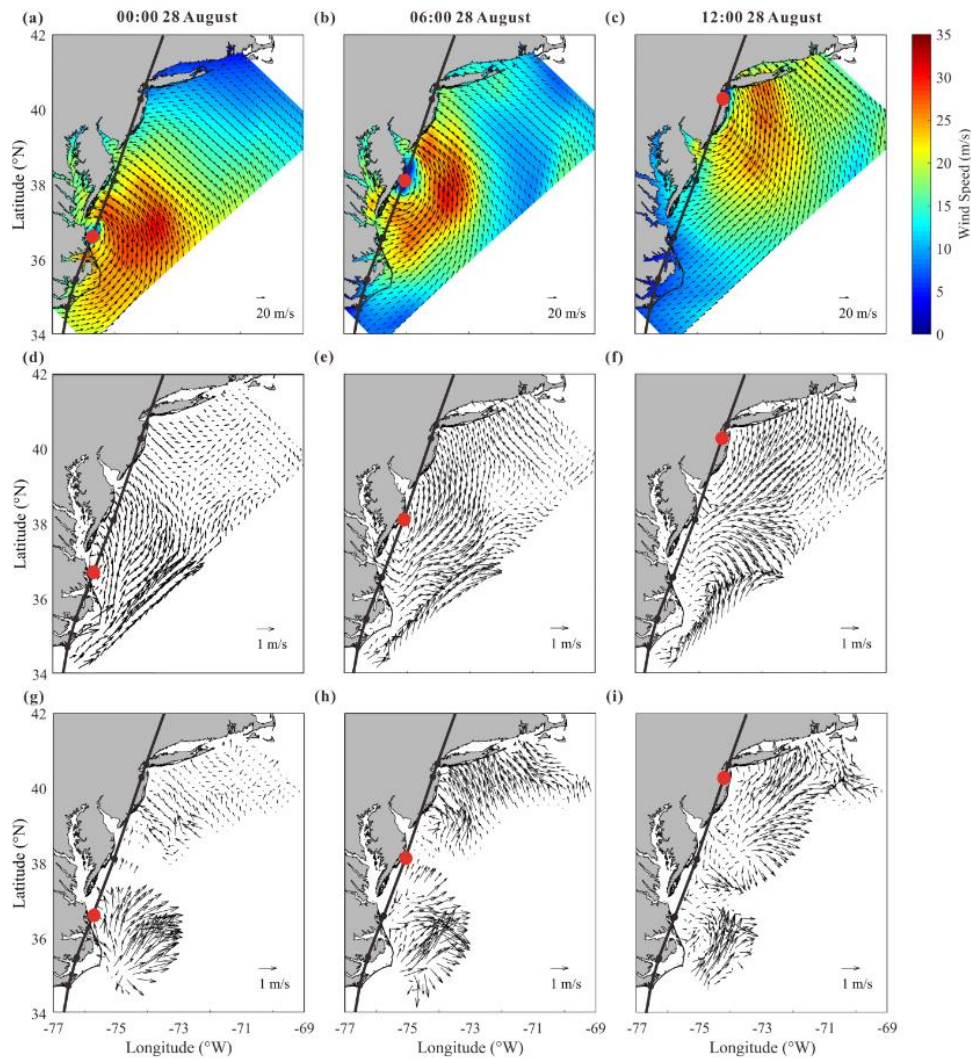 (a) 00:00 28 August (b) 06:00 28 August (c) 12:00 28 August
42 35
40 30
38 25
36 20
34 15
10
5
0
Latitude (°N)
Wind Speed (m/s)
20 m/s 20 m/s 20 m/s
(d) (e) (f)
42
40
38
36
34
Latitude (°N)
1 m/s 1 m/s 1 m/s
(g) (h) (i)
42
40
38
36
34
Latitude (°N)
1 m/s 1 m/s 1 m/s
-77 -75 -73 -71 -69 -77 -75 -73 -71 -69 -77 -75 -73 -71 -69
Longitude (°W) Longitude (°W) Longitude (°W)